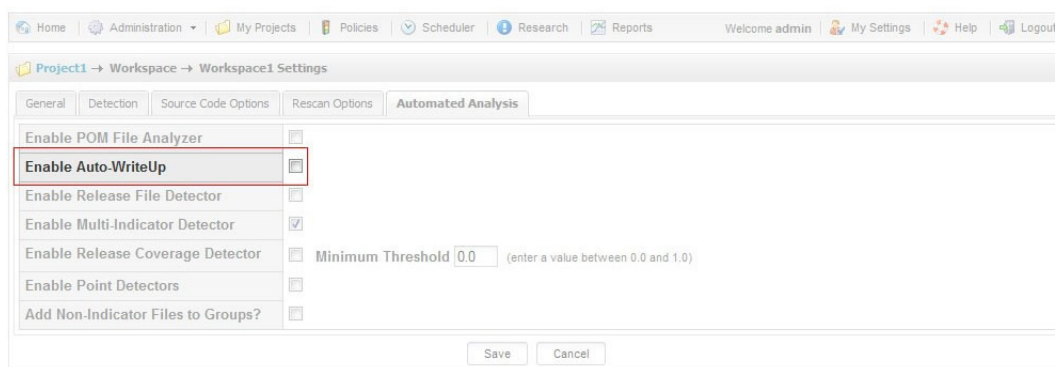 Home Administration My Projects Policies Scheduler Research Reports Welcome admin My Settings Help Logout
Project1 → Workspace → Workspace1 Settings
General Detection Source Code Options Rescan Options Automated Analysis
Enable POM File Analyzer
Enable Auto-WriteUp
Enable Release File Detector
Enable Multi-Indicator Detector
Enable Release Coverage Detector Minimum Threshold 0.0 (enter a value between 0.0 and 1.0)
Enable Point Detectors
Add Non-Indicator Files to Groups?
Save Cancel